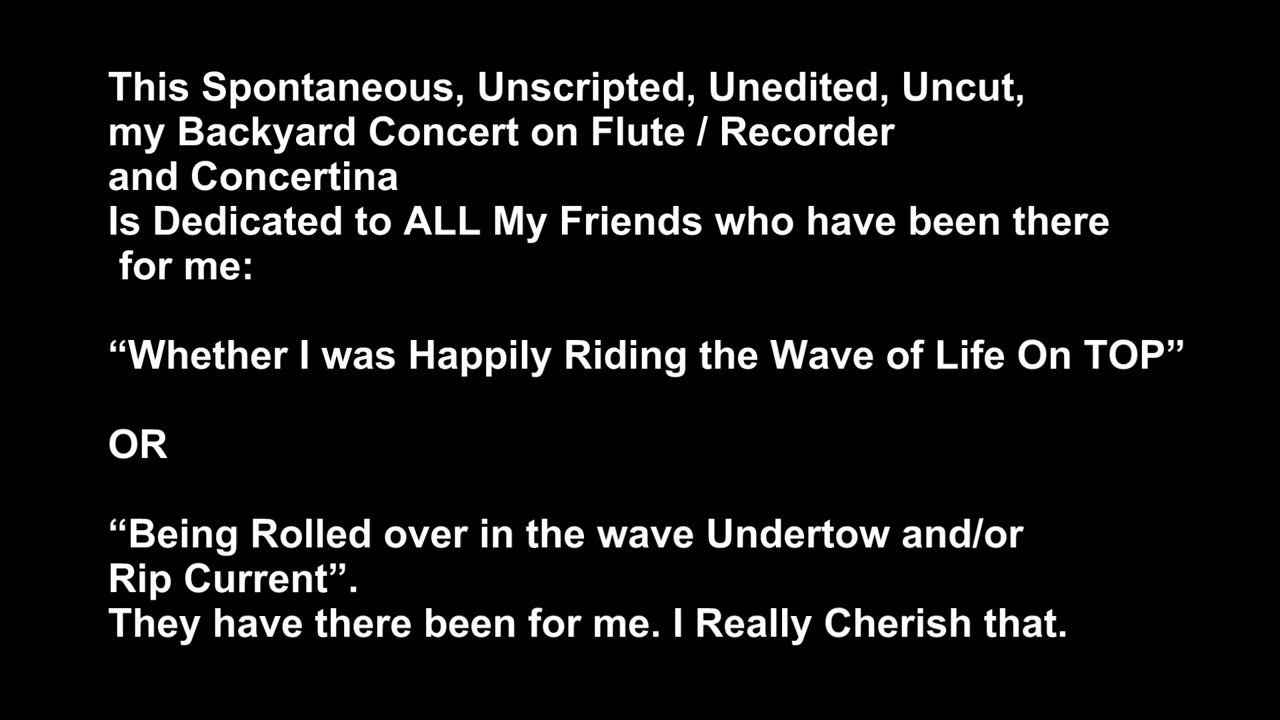 This Spontaneous, Unscripted, Unedited, Uncut,
my Backyard Concert on Flute / Recorder
and Concertina
Is Dedicated to ALL My Friends who have been there
for me:
“Whether I was Happily Riding the Wave of Life On TOP”
OR
“Being Rolled over in the wave Undertow and/or
Rip Current”.
They have there been for me. I Really Cherish that.